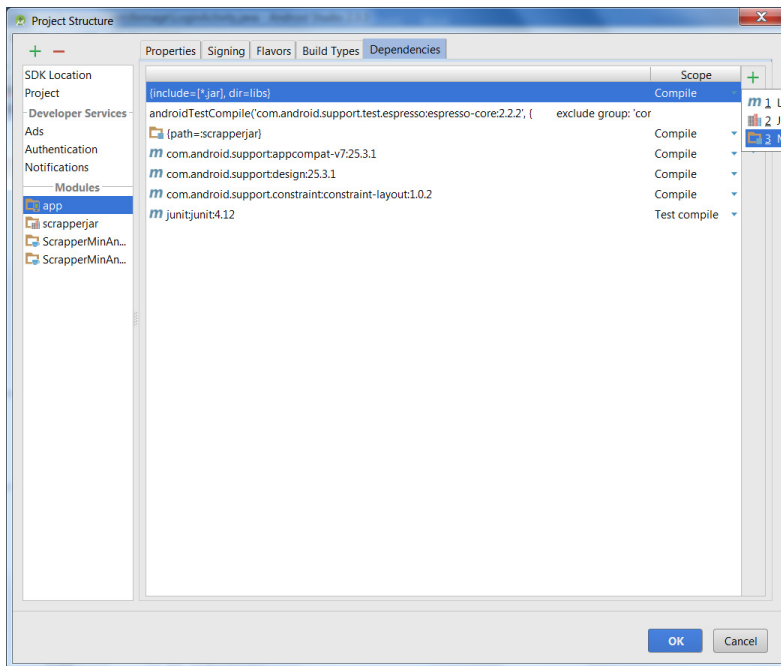 Project Structure
Properties Signing Flavors Build Types Dependencies
SDK Location
Project
Developer Services
Ads
Authentication
Notifications
Modules
app
scrapperjar
ScrapperMinAn...
ScrapperMinAn...
Scope
{include=[*.jar], dir=libs} Compile
androidTestCompile('com.android.support.test.espresso:espresso-core:2.2.2', { exclude group: 'cor
{path=:scrapperjar} Compile
m com.android.support:appcompat-v7:25.3.1 Compile
m com.android.support:design:25.3.1 Compile
m com.android.support.constraint:constraint-layout:1.0.2 Compile
m junit:junit:4.12 Test compile
m 1 L
2 J
3 M
OK Cancel